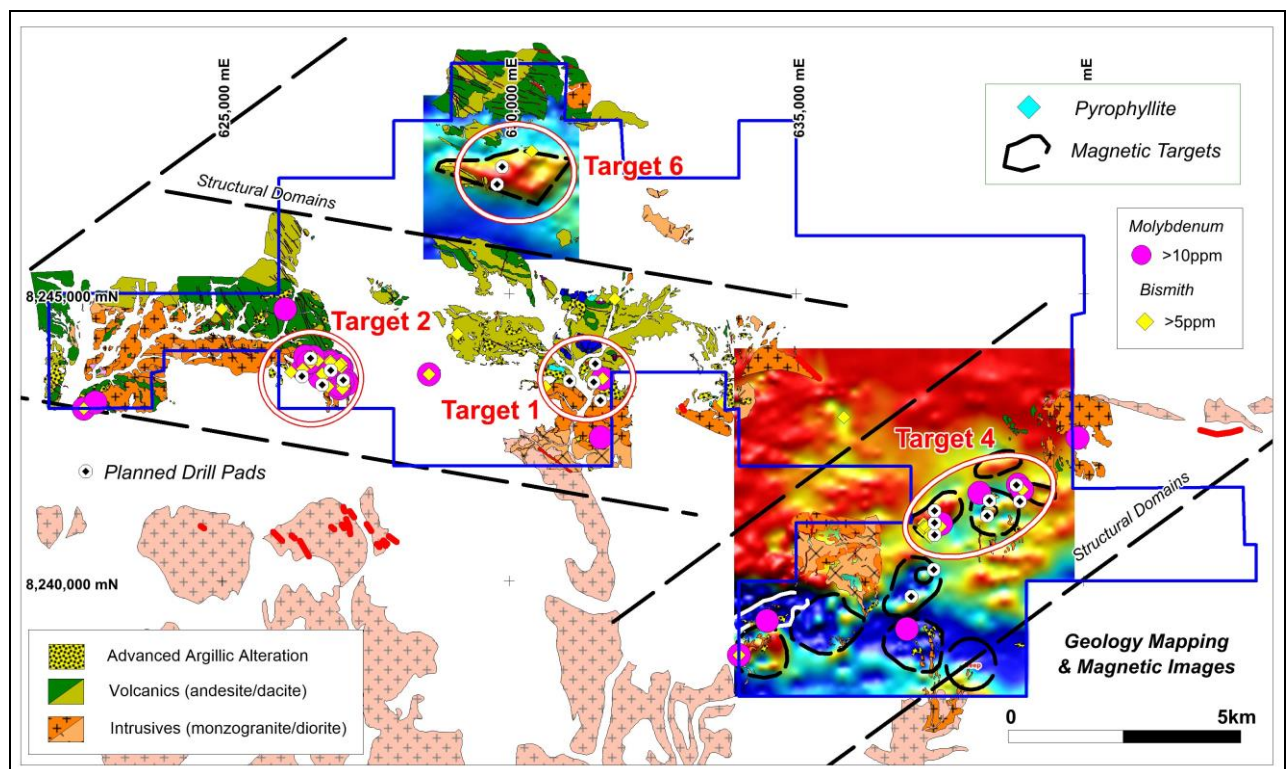 625,000 mE
630,000 mE
635,000 mE
mE
Pyrophyllite
Magnetic Targets
Target 6
Structural Domains
Molybdenum
>10ppm
Bismith
>5ppm
8,245,000 mN
Target 2
Target 1
Target 4
Planned Drill Pads
Structural Domains
8,240,000 mN
Advanced Argillic Alteration
Volcanics (andesite/dacite)
Intrusives (monzogranite/diorite)
Geology Mapping
& Magnetic Images
0 5km